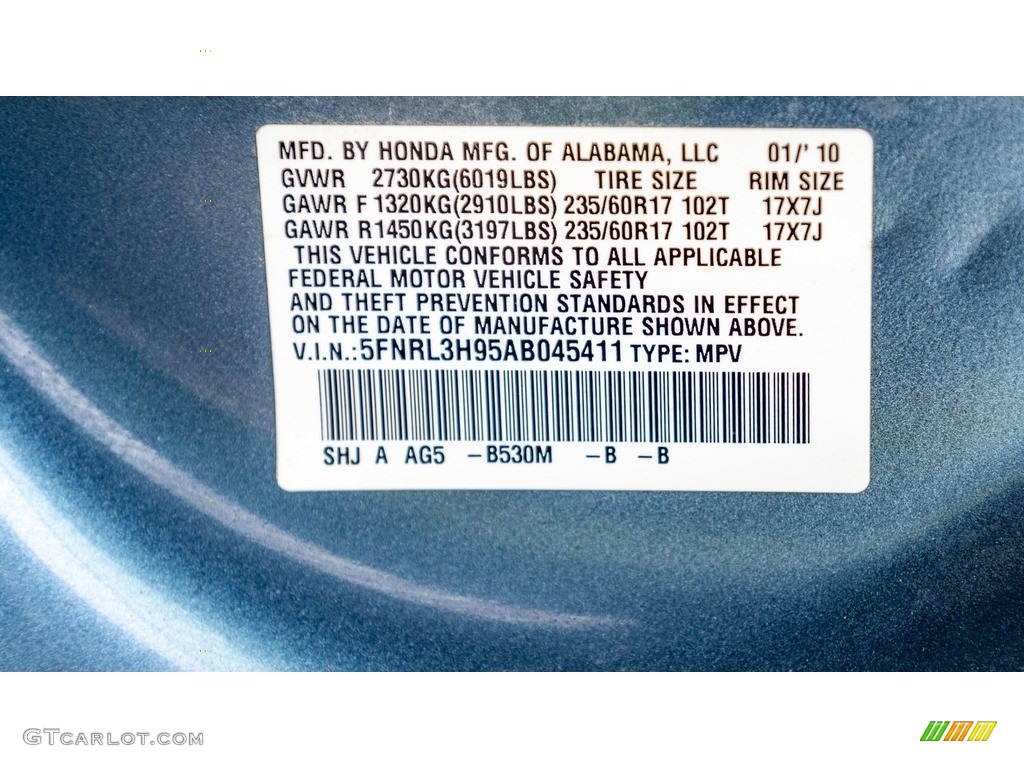 MFD. BY HONDA MFG. OF ALABAMA, LLC 01/' 10
GVWR 2730KG(6019LBS) TIRE SIZE RIM SIZE
GAWR F 1320KG(2910LBS) 235/60R17 102T 17X7J
GAWR R1450KG(3197LBS) 235/60R17 102T 17X7J
THIS VEHICLE CONFORMS TO ALL APPLICABLE
FEDERAL MOTOR VEHICLE SAFETY
AND THEFT PREVENTION STANDARDS IN EFFECT
ON THE DATE OF MANUFACTURE SHOWN ABOVE.
V.I.N.:5FNRL3H95AB045411 TYPE: MPV
SHJ A AG5 -B530M -B -B
GTCARLOT.COM